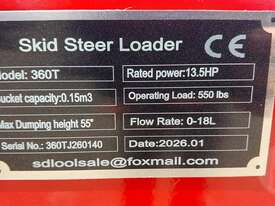 Skid Steer Loader CE
Model: 360T
Rated power:13.5HP
Bucket capacity:0.15m3
Operating Load: 550 lbs
Max Dumping height 55"
Flow Rate: 0-18L
Serial No.: 360TJ260140
Date:2026.01
sdloolsale@foxmail.com